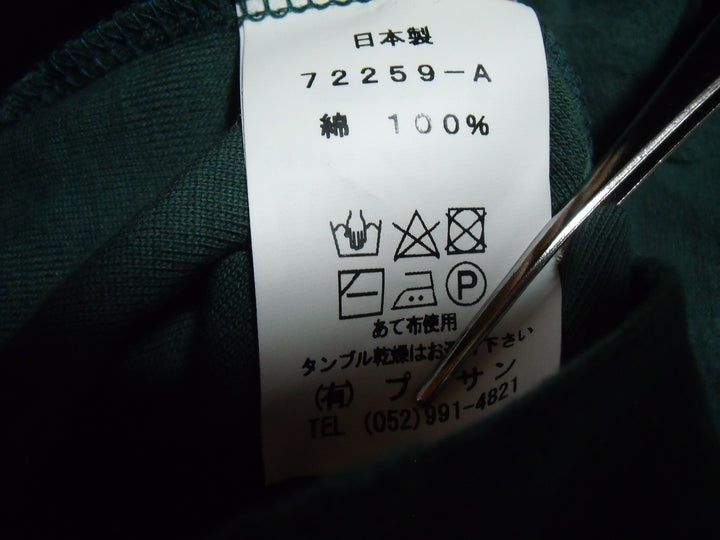 日本製
72259-A
綿 100%
P
あて布使用
タンブル乾燥はお 下さい
(有) プ サン
TEL (052)991-4821